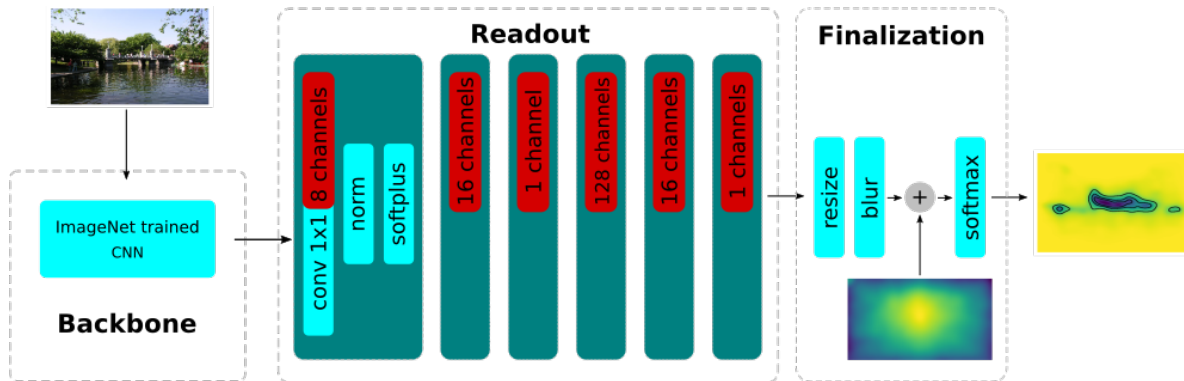 Readout
Finalization
Backbone
ImageNet trained
CNN
conv 1x1
8 channels
norm
softplus
16 channels
1 channel
128 channels
16 channels
1 channels
resize
blur
+
softmax